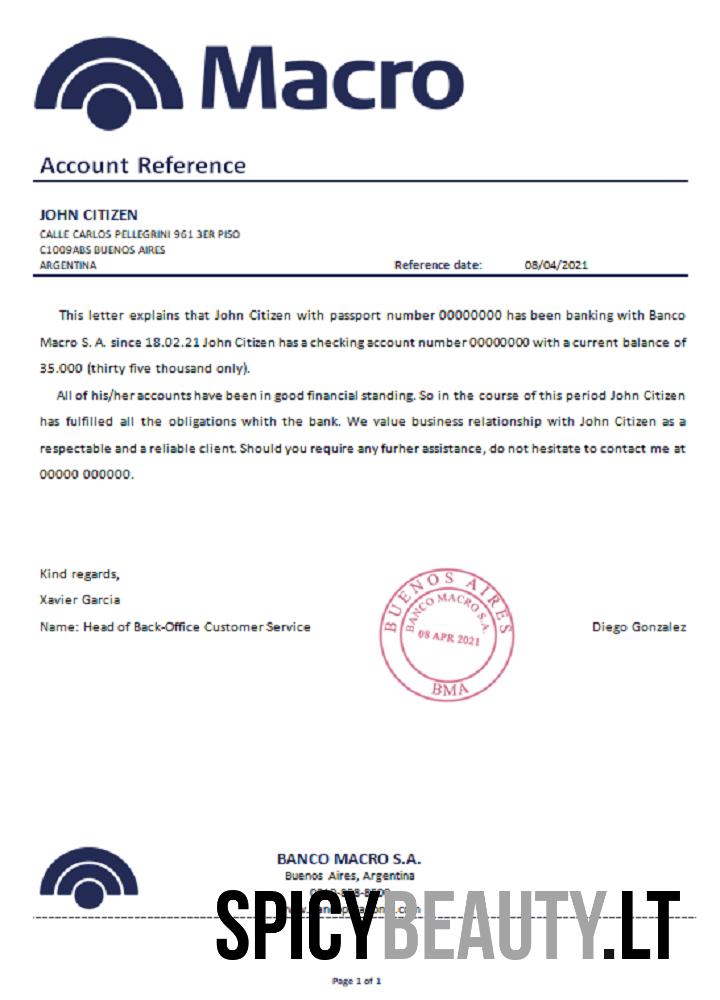 Macro
Account Reference
JOHN CITIZEN
CALLE CARLOS PELLEGRINI 961 3ER PISO
C1009ABS BUENOS AIRES
ARGENTINA
Reference date: 08/04/2021
This letter explains that John Citizen with passport number 00000000 has been banking with Banco
Macro S. A. since 18.02.21 John Citizen has a checking account number 00000000 with a current balance of
35.000 (thirty five thousand only).
All of his/her accounts have been in good financial standing. So in the course of this period John Citizen
has fulfilled all the obligations whith the bank. We value business relationship with John Citizen as a
respectable and a reliable client. Should you require any furher assistance, do not hesitate to contact me at
00000 000000.
Kind regards,
Xavier Garcia
Name: Head of Back-Office Customer Service
BUENOS AIRES
BANCO MACRO S.A.
08 APR 2021
BMA
Diego Gonzalez
BANCO MACRO S.A.
Buenos Aires, Argentina
SPICYBEAUTY.LT
Page 1 of 1